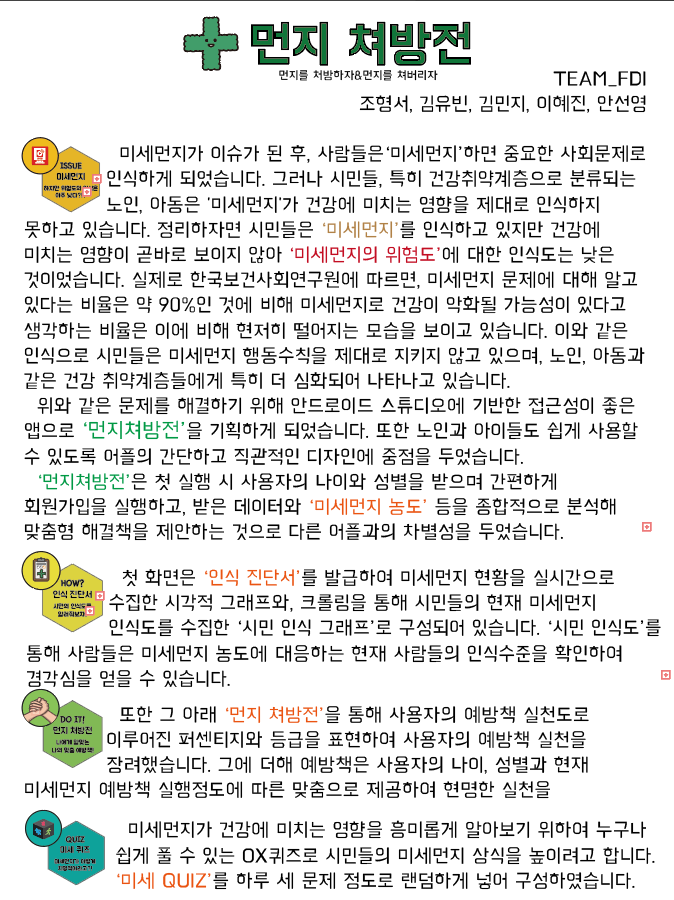 먼지 쳐방전
먼지를 처방하자&먼지를 쳐버리자
TEAM_FDI
조형서, 김유빈, 김민지, 이혜진, 안선영
ISSUE
미세먼지
미세먼지가 이슈가 된 후, 사람들은'미세먼지'하면 중요한 사회문제로
인식하게 되었습니다. 그러나 시민들, 특히 건강취약계층으로 분류되는
노인, 아동은 '미세먼지'가 건강에 미치는 영향을 제대로 인식하지
못하고 있습니다. 정리하자면 시민들은 '미세먼지'를 인식하고 있지만 건강에
미치는 영향이 곧바로 보이지 않아 '미세먼지의 위험도'에 대한 인식도는 낮은
것이었습니다. 실제로 한국보건사회연구원에 따르면, 미세먼지 문제에 대해 알고
있다는 비율은 약 90%인 것에 비해 미세먼지로 건강이 악화될 가능성이 있다고
생각하는 비율은 이에 비해 현저히 떨어지는 모습을 보이고 있습니다. 이와 같은
인식으로 시민들은 미세먼지 행동수칙을 제대로 지키지 않고 있으며, 노인, 아동과
같은 건강 취약계층들에게 특히 더 심화되어 나타나고 있습니다.
위와 같은 문제를 해결하기 위해 안드로이드 스튜디오에 기반한 접근성이 좋은
앱으로 '먼지쳐방전'을 기획하게 되었습니다. 또한 노인과 아이들도 쉽게 사용할
수 있도록 어플의 간단하고 직관적인 디자인에 중점을 두었습니다.
'먼지쳐방전'은 첫 실행 시 사용자의 나이와 성별을 받으며 간편하게
회원가입을 실행하고, 받은 데이터와 '미세먼지 농도' 등을 종합적으로 분석해
맞춤형 해결책을 제안하는 것으로 다른 어플과의 차별성을 두었습니다.
HOW?
인식 진단서
시민의 인식도를
알려줘보자!
첫 화면은 '인식 진단서'를 발급하여 미세먼지 현황을 실시간으로
수집한 시각적 그래프와, 크롤링을 통해 시민들의 현재 미세먼지
인식도를 수집한 '시민 인식 그래프'로 구성되어 있습니다. '시민 인식도'를
통해 사람들은 미세먼지 농도에 대응하는 현재 사람들의 인식수준을 확인하여
경각심을 얻을 수 있습니다.
DO IT!
먼지 쳐방전
나에게 알맞는
나의 맞춤 예방책!
또한 그 아래 '먼지 쳐방전'을 통해 사용자의 예방책 실천도로
이루어진 퍼센티지와 등급을 표현하여 사용자의 예방책 실천을
장려했습니다. 그에 더해 예방책은 사용자의 나이, 성별과 현재
미세먼지 예방책 실행정도에 따른 맞춤으로 제공하여 현명한 실천을
QUIZ
미세 퀴즈
미세먼지가 건강에 미치는 영향을 흥미롭게 알아보기 위하여 누구나
쉽게 풀 수 있는 OX퀴즈로 시민들의 미세먼지 상식을 높이려고 합니다.
'미세 QUIZ'를 하루 세 문제 정도로 랜덤하게 넣어 구성하였습니다.